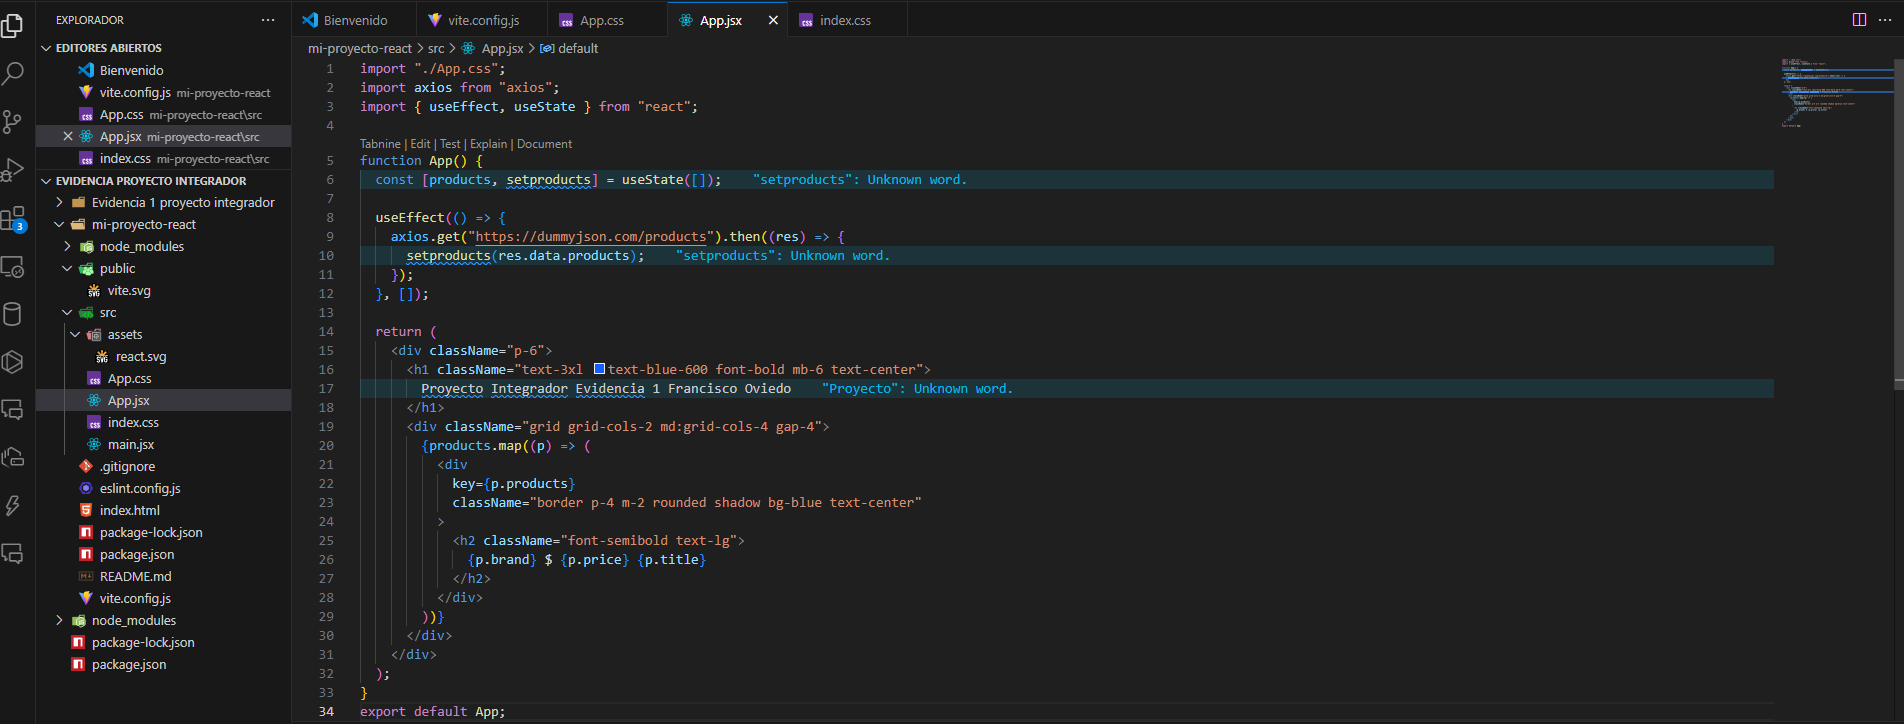 EXPLORADOR
EDITORES ABIERTOS
Bienvenido
vite.config.js mi-proyecto-react
App.css mi-proyecto-react\src
App.jsx mi-proyecto-react\src
index.css mi-proyecto-react\src
EVIDENCIA PROYECTO INTEGRADOR
Evidencia 1 proyecto integrador
mi-proyecto-react
node_modules
public
vite.svg
src
assets
react.svg
App.css
App.jsx
index.css
main.jsx
.gitignore
eslint.config.js
index.html
package-lock.json
package.json
README.md
vite.config.js
node_modules
package-lock.json
package.json
3
Bienvenido vite.config.js App.css App.jsx index.css
mi-proyecto-react > src > App.jsx > default
1 import "./App.css";
2 import axios from "axios";
3 import { useEffect, useState } from "react";
4
Tabnine | Edit | Test | Explain | Document
5 function App() {
6 const [products, setproducts] = useState([]); "setproducts": Unknown word.
7
8 useEffect(() => {
9 axios.get("https://dummyjson.com/products").then((res) => {
10 setproducts(res.data.products); "setproducts": Unknown word.
11 });
12 }, []);
13
14 return (
15 <div className="p-6">
16 <h1 className="text-3xl text-blue-600 font-bold mb-6 text-center">
17 Proyecto Integrador Evidencia 1 Francisco Oviedo "Proyecto": Unknown word.
18 </h1>
19 <div className="grid grid-cols-2 md:grid-cols-4 gap-4">
20 {products.map((p) => (
21 <div
22 key={p.products}
23 className="border p-4 m-2 rounded shadow bg-blue text-center"
24 >
25 <h2 className="font-semibold text-lg">
26 {p.brand} $ {p.price} {p.title}
27 </h2>
28 </div>
29 ))}
30 </div>
31 </div>
32 );
33 }
34 export default App;